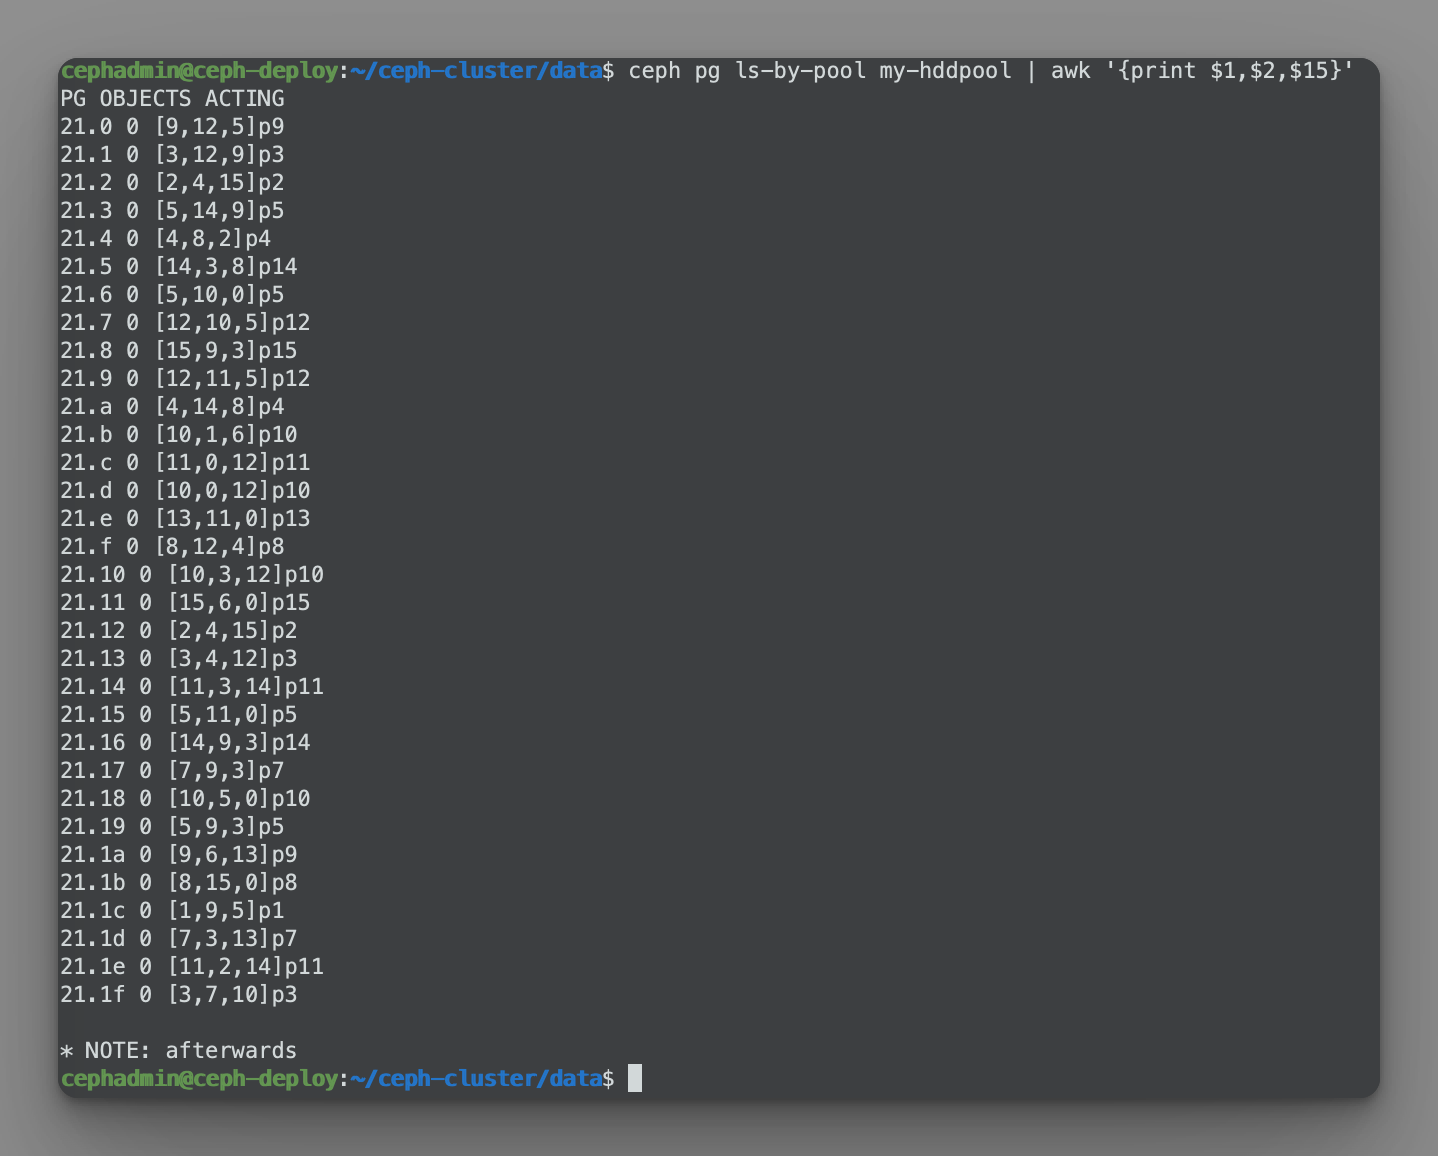 cephadmin@ceph-deploy:~/ceph-cluster/data$ ceph pg ls-by-pool my-hddpool | awk '{print $1,$2,$15}'
PG OBJECTS ACTING
21.0 0 [9,12,5]p9
21.1 0 [3,12,9]p3
21.2 0 [2,4,15]p2
21.3 0 [5,14,9]p5
21.4 0 [4,8,2]p4
21.5 0 [14,3,8]p14
21.6 0 [5,10,0]p5
21.7 0 [12,10,5]p12
21.8 0 [15,9,3]p15
21.9 0 [12,11,5]p12
21.a 0 [4,14,8]p4
21.b 0 [10,1,6]p10
21.c 0 [11,0,12]p11
21.d 0 [10,0,12]p10
21.e 0 [13,11,0]p13
21.f 0 [8,12,4]p8
21.10 0 [10,3,12]p10
21.11 0 [15,6,0]p15
21.12 0 [2,4,15]p2
21.13 0 [3,4,12]p3
21.14 0 [11,3,14]p11
21.15 0 [5,11,0]p5
21.16 0 [14,9,3]p14
21.17 0 [7,9,3]p7
21.18 0 [10,5,0]p10
21.19 0 [5,9,3]p5
21.1a 0 [9,6,13]p9
21.1b 0 [8,15,0]p8
21.1c 0 [1,9,5]p1
21.1d 0 [7,3,13]p7
21.1e 0 [11,2,14]p11
21.1f 0 [3,7,10]p3

* NOTE: afterwards
cephadmin@ceph-deploy:~/ceph-cluster/data$